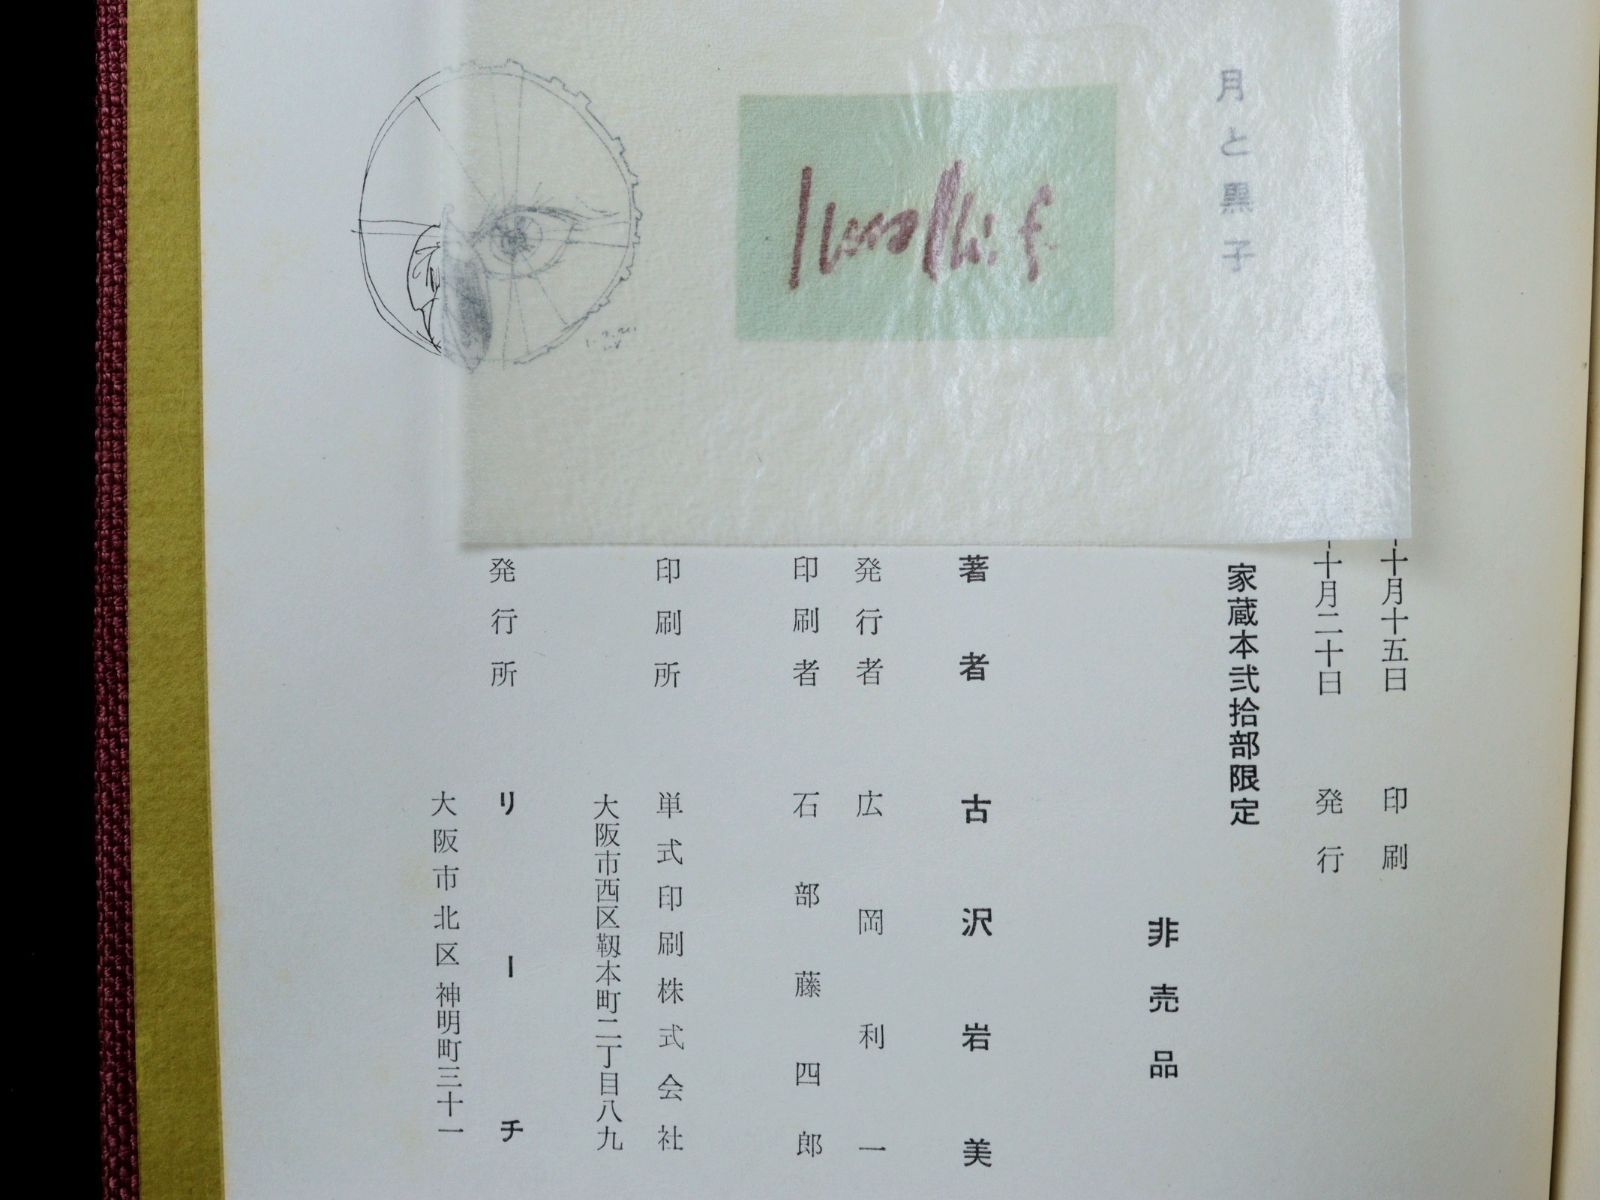 月と黒子
十月十五日 印刷
十月二十日 発行
家蔵本弐拾部限定
非売品
著者 古沢岩美
発行者 広岡利一
印刷者 石部藤四郎
印刷所 単式印刷株式会社
大阪市西区靱本町二丁目八九
発行所 リーチ
大阪市北区神明町三十一